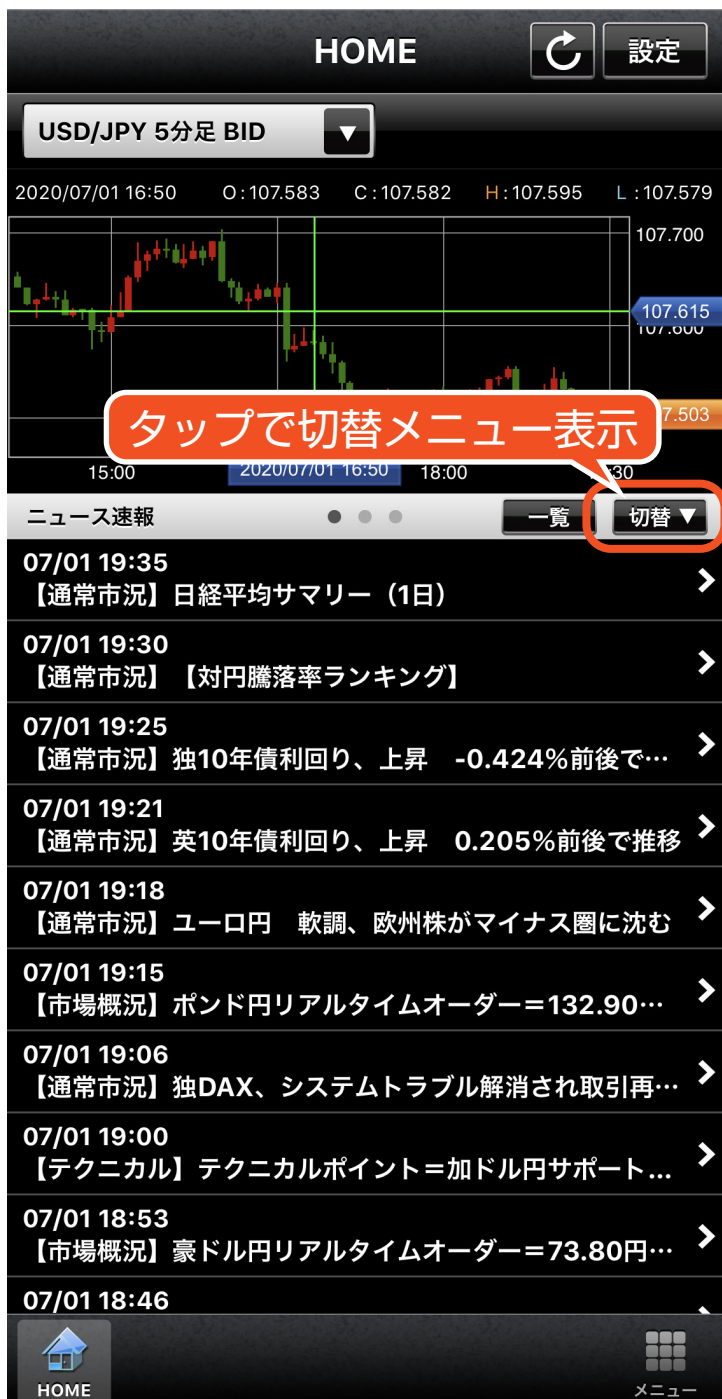 HOME
設定
USD/JPY 5分足 BID
2020/07/01 16:50 O:107.583 C:107.582 H:107.595 L:107.579
107.700
107.615
107.600
タップで切替メニュー表示
7.503
15:00 2020/07/01 16:50 18:00 :30
ニュース速報 一覧 切替▼
07/01 19:35
【通常市況】日経平均サマリー（1日）
07/01 19:30
【通常市況】【対円騰落率ランキング】
07/01 19:25
【通常市況】独10年債利回り、上昇　-0.424%前後で…
07/01 19:21
【通常市況】英10年債利回り、上昇　0.205%前後で推移
07/01 19:18
【通常市況】ユーロ円　軟調、欧州株がマイナス圏に沈む
07/01 19:15
【市場概況】ポンド円リアルタイムオーダー＝132.90…
07/01 19:06
【通常市況】独DAX、システムトラブル解消され取引再…
07/01 19:00
【テクニカル】テクニカルポイント＝加ドル円サポート…
07/01 18:53
【市場概況】豪ドル円リアルタイムオーダー＝73.80円…
07/01 18:46
HOME メニュー